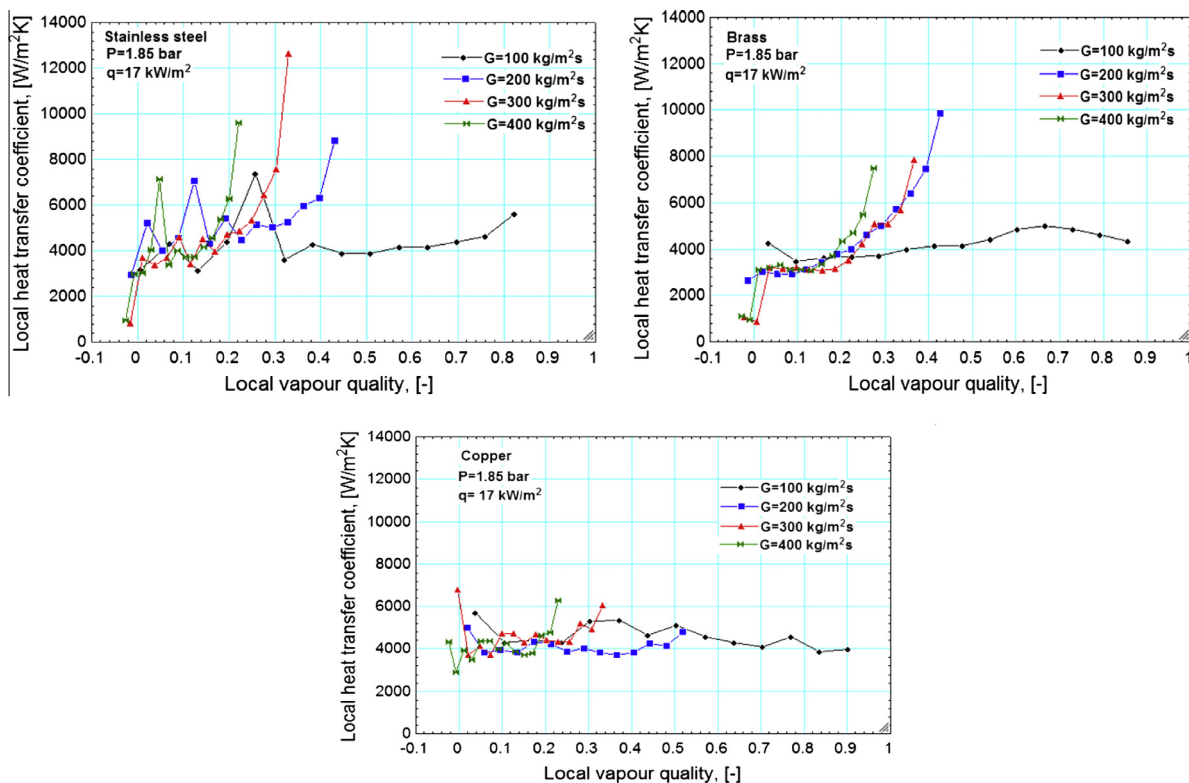 Local heat transfer coefficient, [W/m²K]
14000
12000
10000
8000
6000
4000
2000
0
Stainless steel
P=1.85 bar
q=17 kW/m²
G=100 kg/m²s
G=200 kg/m²s
G=300 kg/m²s
G=400 kg/m²s
-0.1 0 0.1 0.2 0.3 0.4 0.5 0.6 0.7 0.8 0.9 1
Local vapour quality, [-]
Local heat transfer coefficient, [W/m²K]
14000
12000
10000
8000
6000
4000
2000
0
Brass
P=1.85 bar
q=17 kW/m²
G=100 kg/m²s
G=200 kg/m²s
G=300 kg/m²s
G=400 kg/m²s
-0.1 0 0.1 0.2 0.3 0.4 0.5 0.6 0.7 0.8 0.9 1
Local vapour quality, [-]
Local heat transfer coefficient, [W/m²K]
14000
12000
10000
8000
6000
4000
2000
0
Copper
P=1.85 bar
q= 17 kW/m²
G=100 kg/m²s
G=200 kg/m²s
G=300 kg/m²s
G=400 kg/m²s
-0.1 0 0.1 0.2 0.3 0.4 0.5 0.6 0.7 0.8 0.9 1
Local vapour quality, [-]